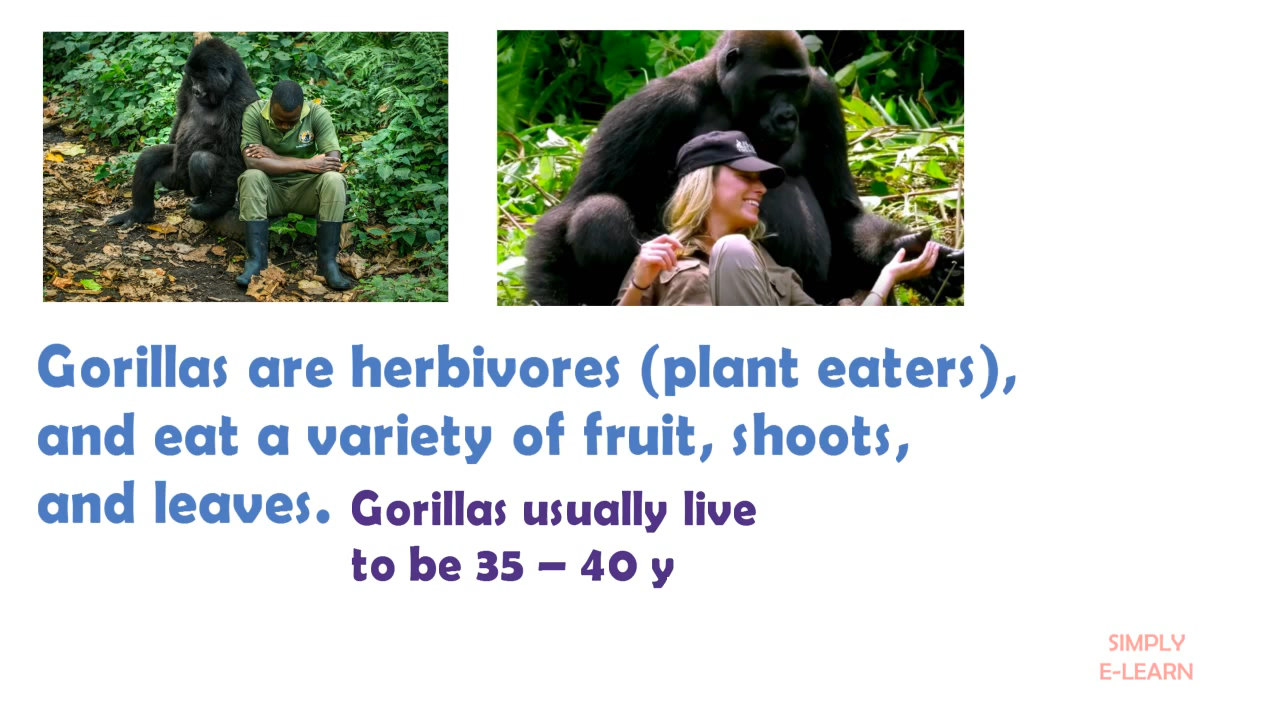 Gorillas are herbivores (plant eaters),
and eat a variety of fruit, shoots,
and leaves.
Gorillas usually live
to be 35 – 40 y
SIMPLY
E-LEARN